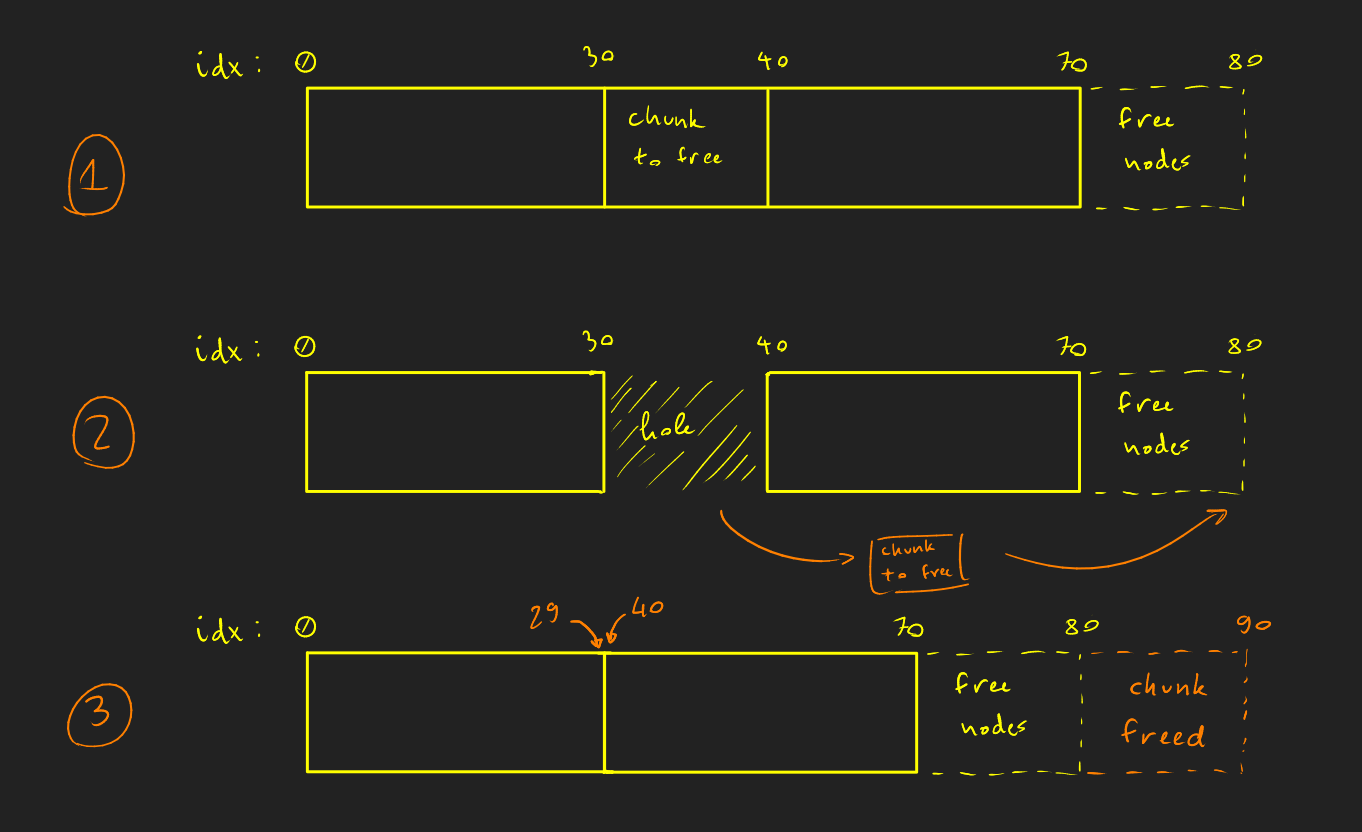 idx : 0 30 40 70 80
1
chunk
to free
free
nodes
idx : 0 30 40 70 80
2
hole
free
nodes
chunk
to free
29 40
idx : 0 70 80 90
3
free
nodes
chunk
freed